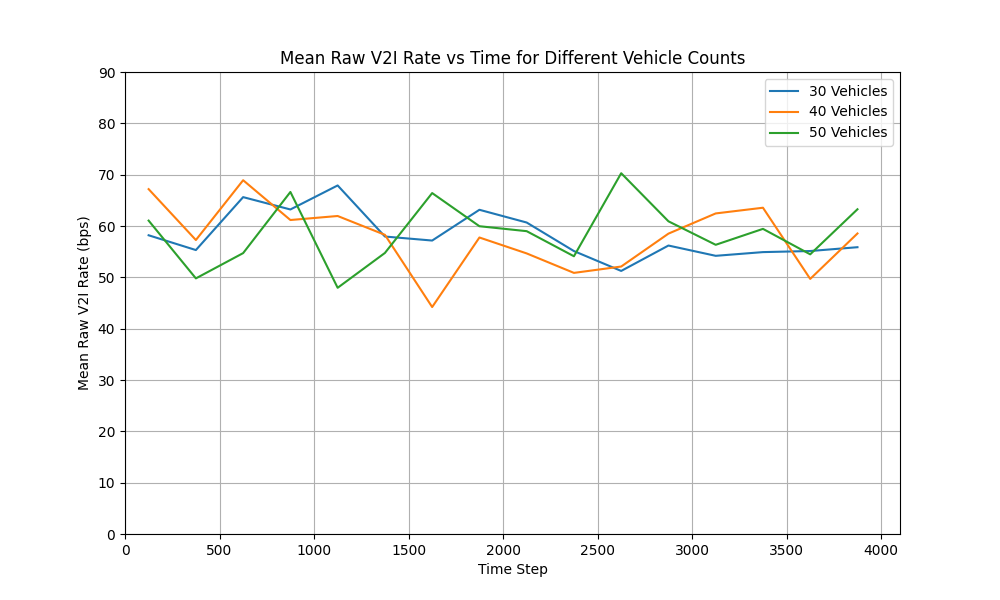 Mean Raw V2I Rate vs Time for Different Vehicle Counts
90
80
70
60
50
40
30
20
10
0
Mean Raw V2I Rate (bps)
30 Vehicles
40 Vehicles
50 Vehicles
0 500 1000 1500 2000 2500 3000 3500 4000
Time Step